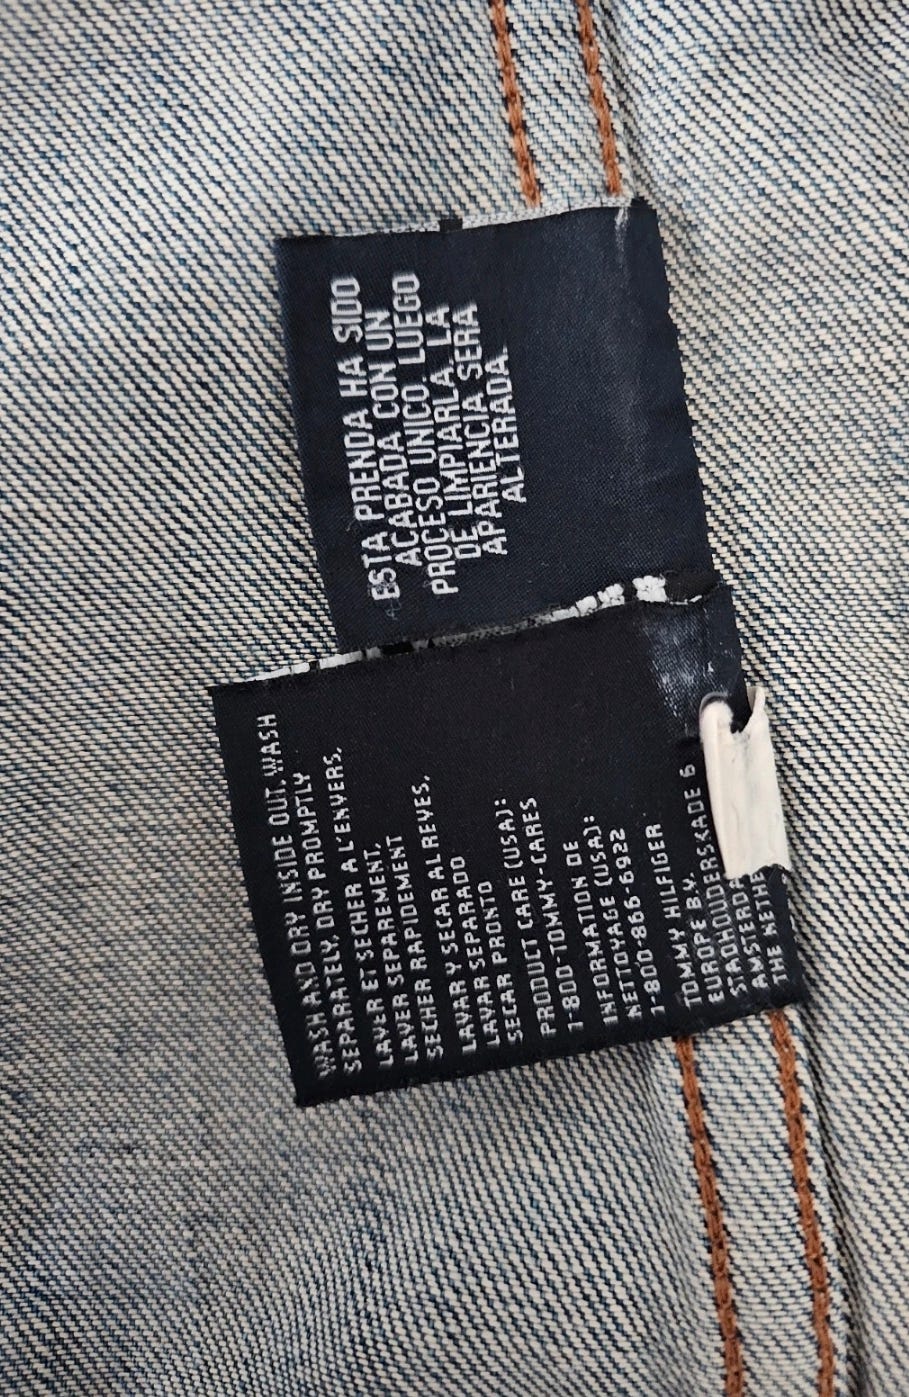 ESTA PRENDA HA SIDO
ACABADA CON UN
PROCESO UNICO. LUEGO
DE LIMPIARLA, LA
APARIENCIA SERA
ALTERADA.
WASH AND DRY INSIDE OUT, WASH
SEPARATELY, DRY PROMPTLY
LAVER ET SECHER A L'ENVERS,
LAVER SEPAREMENT,
SECHER RAPIDEMENT
LAVAR Y SECAR AL REVES,
LAVAR SEPARADO
SECAR PRONTO
PRODUCT CARE (USA):
1-800-TOMMY-CARES
INFORMATION DE
NETTOYAGE (USA):
1-800-866-6922
TOMMY HILFIGER
EUROPE B.V.
STADHOUDERSKADE 6
THE